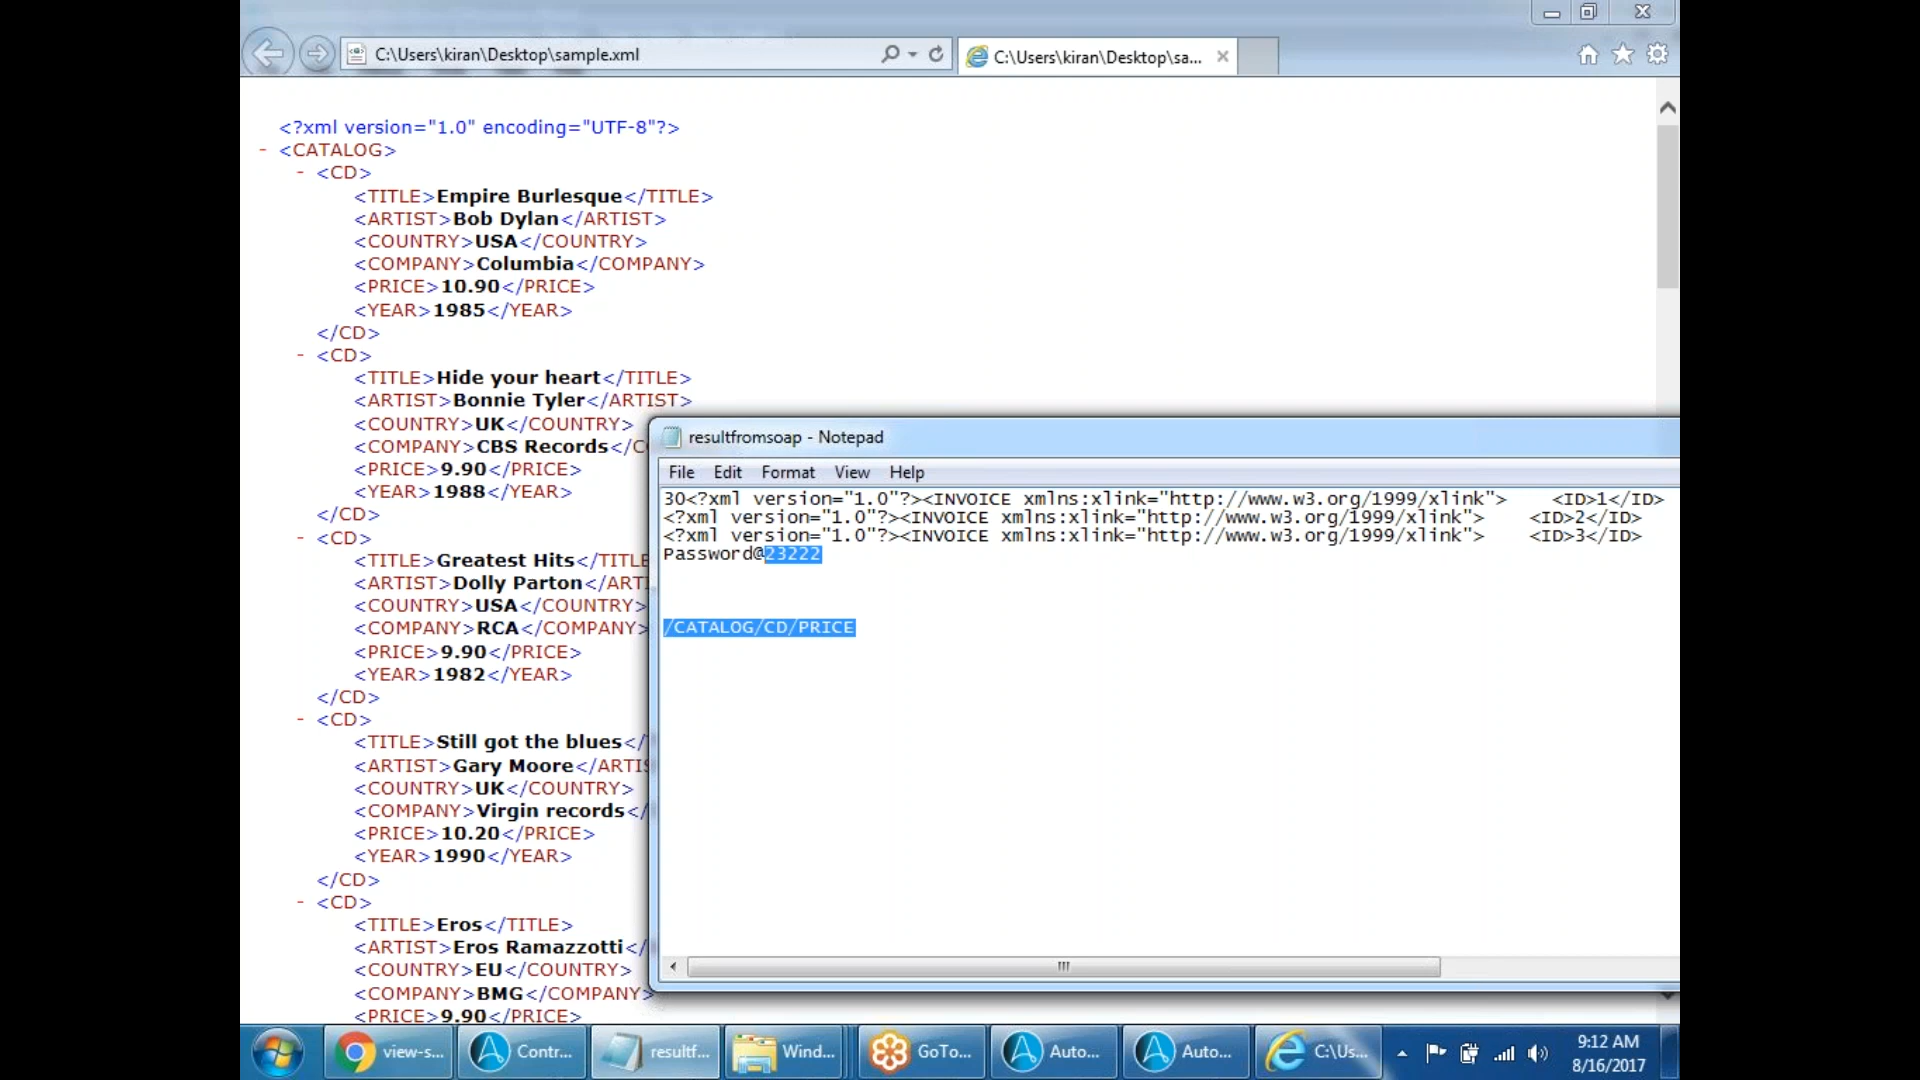 C:\Users\kiran\Desktop\sample.xml
C:\Users\kiran\Desktop\sa...
<?xml version="1.0" encoding="UTF-8"?>
- <CATALOG>
- <CD>
<TITLE>Empire Burlesque</TITLE>
<ARTIST>Bob Dylan</ARTIST>
<COUNTRY>USA</COUNTRY>
<COMPANY>Columbia</COMPANY>
<PRICE>10.90</PRICE>
<YEAR>1985</YEAR>
</CD>
- <CD>
<TITLE>Hide your heart</TITLE>
<ARTIST>Bonnie Tyler</ARTIST>
<COUNTRY>UK</COUNTRY>
<COMPANY>CBS Records</C
<PRICE>9.90</PRICE>
<YEAR>1988</YEAR>
</CD>
- <CD>
<TITLE>Greatest Hits</TITLE
<ARTIST>Dolly Parton</ART
<COUNTRY>USA</COUNTRY>
<COMPANY>RCA</COMPANY>
<PRICE>9.90</PRICE>
<YEAR>1982</YEAR>
</CD>
- <CD>
<TITLE>Still got the blues</
<ARTIST>Gary Moore</ARTIS
<COUNTRY>UK</COUNTRY>
<COMPANY>Virgin records</
<PRICE>10.20</PRICE>
<YEAR>1990</YEAR>
</CD>
- <CD>
<TITLE>Eros</TITLE>
<ARTIST>Eros Ramazzotti</
<COUNTRY>EU</COUNTRY>
<COMPANY>BMG</COMPANY>
<PRICE>9.90</PRICE>
resultfromsoap - Notepad
File Edit Format View Help
30<?xml version="1.0"?><INVOICE xmlns:xlink="http://www.w3.org/1999/xlink"> <ID>1</ID>
<?xml version="1.0"?><INVOICE xmlns:xlink="http://www.w3.org/1999/xlink"> <ID>2</ID>
<?xml version="1.0"?><INVOICE xmlns:xlink="http://www.w3.org/1999/xlink"> <ID>3</ID>
Password@23222
/CATALOG/CD/PRICE
view-s... Contr... resultf... Wind... GoTo... Auto... Auto... C:\Us...
9:12 AM
8/16/2017